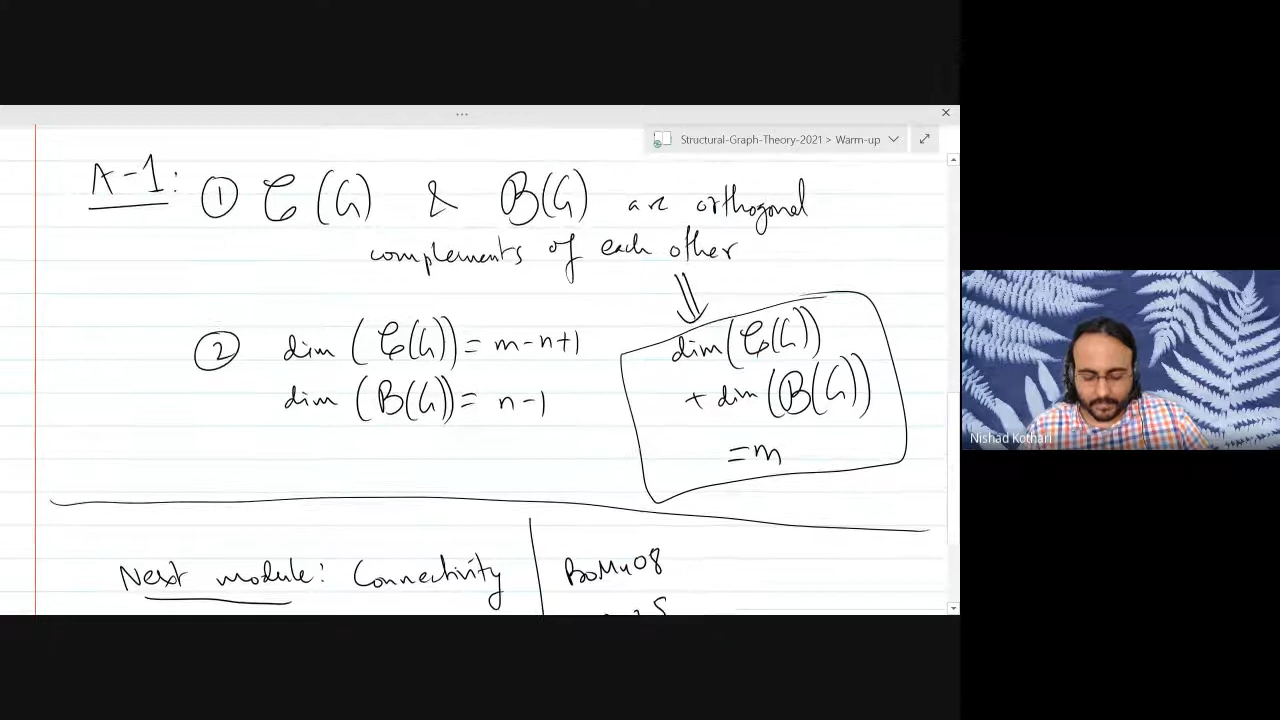 Structural-Graph-Theory-2021 > Warm-up
A-1: ① C(G) & B(G) are orthogonal
complements of each other
⇓
② dim (C(G)) = m-n+1
dim (B(G)) = n-1
dim (C(G))
+ dim (B(G))
= m
Next module: Connectivity
BoMu08
Nishad Kothari